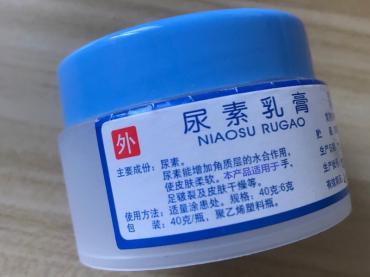 外
尿素乳膏
NIAOSU RUGAO
主要成份：尿素。
尿素能增加角质层的水合作用，
使皮肤柔软。本产品适用于手、
足皲裂及皮肤干燥等。
使用方法：适量涂患处。规格：40克:6克
包 装：40克/瓶，聚乙烯塑料瓶。